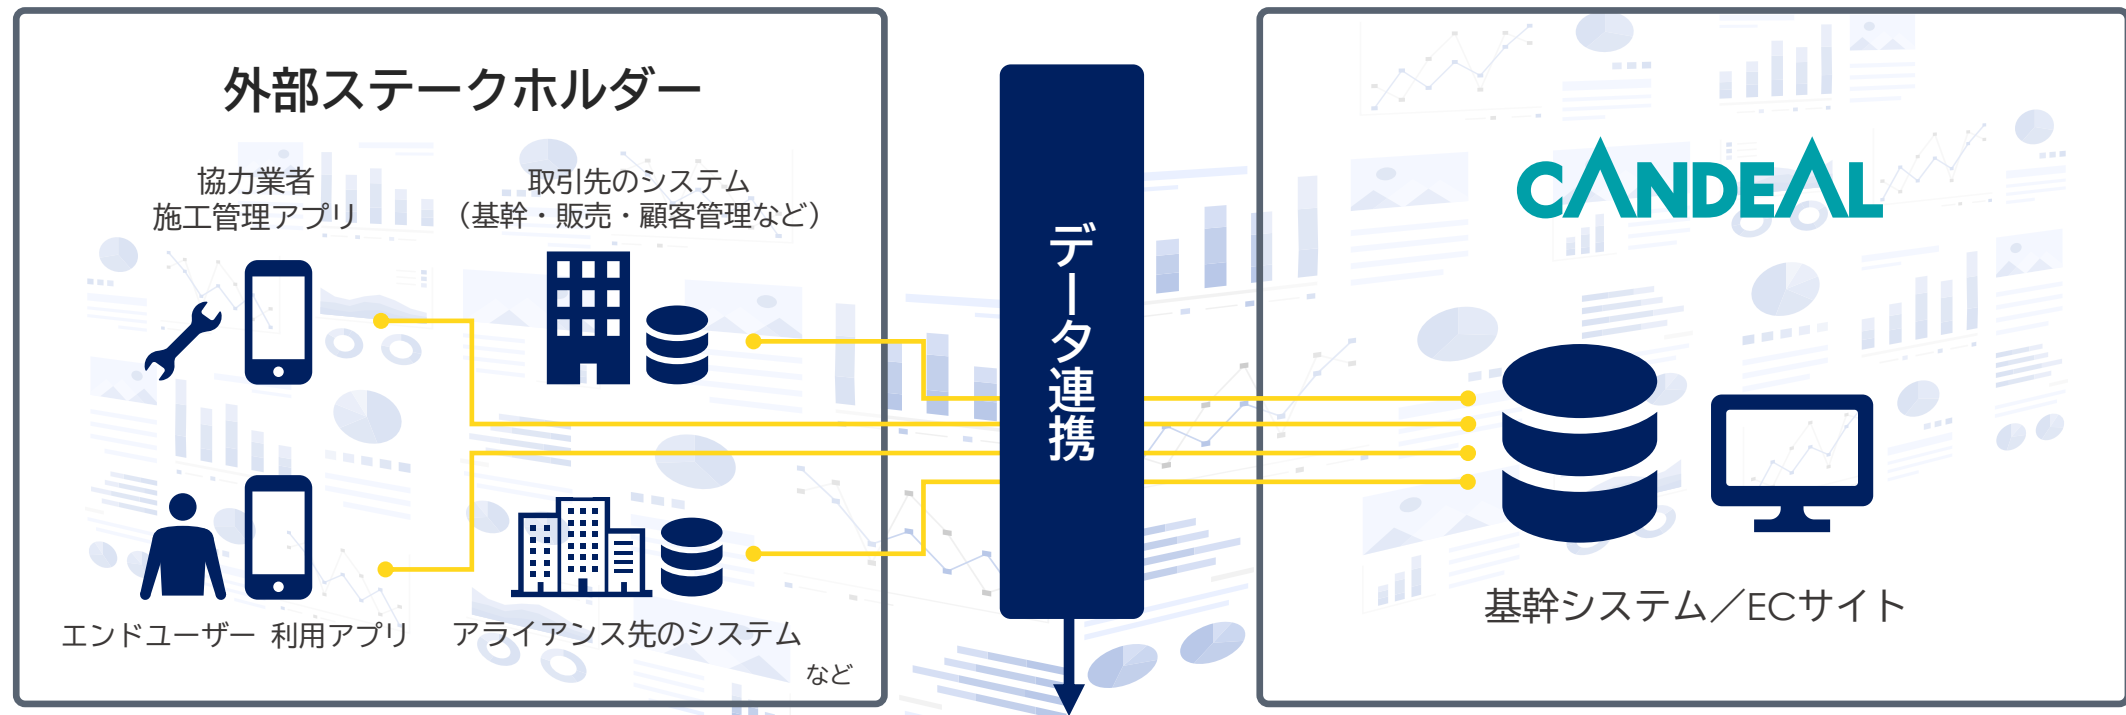 外部ステークホルダー
協力業者
施工管理アプリ
取引先のシステム
（基幹・販売・顧客管理など）
エンドユーザー 利用アプリ
アライアンス先のシステム
など
データ連携
CANDEAL
基幹システム／ECサイト